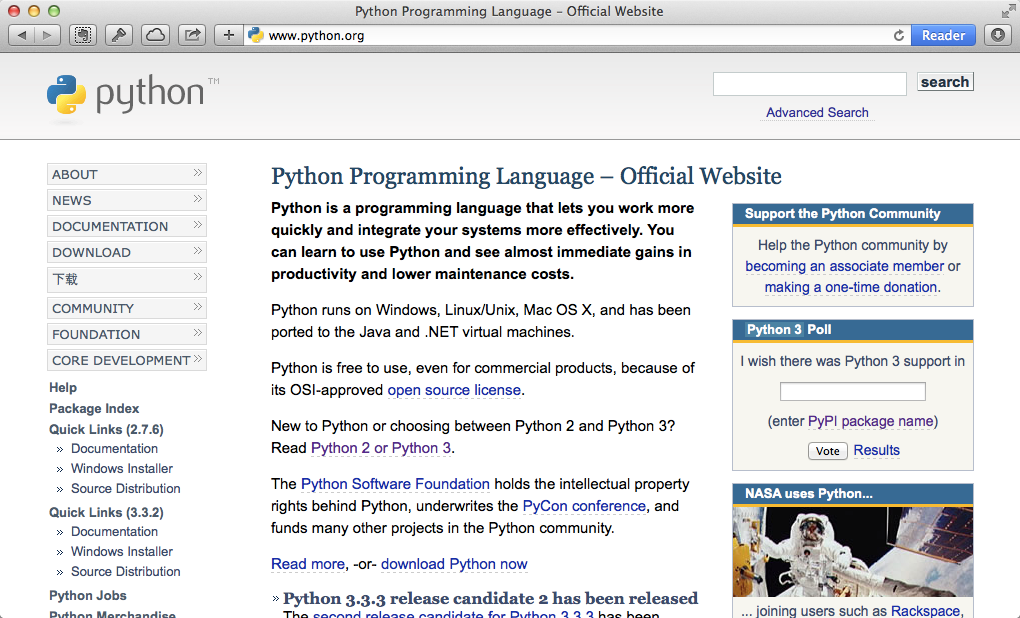 Python Programming Language – Official Website
www.python.org
Reader
python™
search
Advanced Search
ABOUT
NEWS
DOCUMENTATION
DOWNLOAD
下载
COMMUNITY
FOUNDATION
CORE DEVELOPMENT
Help
Package Index
Quick Links (2.7.6)
» Documentation
» Windows Installer
» Source Distribution
Quick Links (3.3.2)
» Documentation
» Windows Installer
» Source Distribution
Python Jobs
Python Merchandise
Python Programming Language – Official Website
Python is a programming language that lets you work more
quickly and integrate your systems more effectively. You
can learn to use Python and see almost immediate gains in
productivity and lower maintenance costs.
Python runs on Windows, Linux/Unix, Mac OS X, and has been
ported to the Java and .NET virtual machines.
Python is free to use, even for commercial products, because of
its OSI-approved open source license.
New to Python or choosing between Python 2 and Python 3?
Read Python 2 or Python 3.
The Python Software Foundation holds the intellectual property
rights behind Python, underwrites the PyCon conference, and
funds many other projects in the Python community.
Read more, -or- download Python now
» Python 3.3.3 release candidate 2 has been released
The second release candidate for Python 3.3.3 has been
Support the Python Community
Help the Python community by
becoming an associate member or
making a one-time donation.
Python 3 Poll
I wish there was Python 3 support in
(enter PyPI package name)
Vote Results
NASA uses Python...
... joining users such as Rackspace,